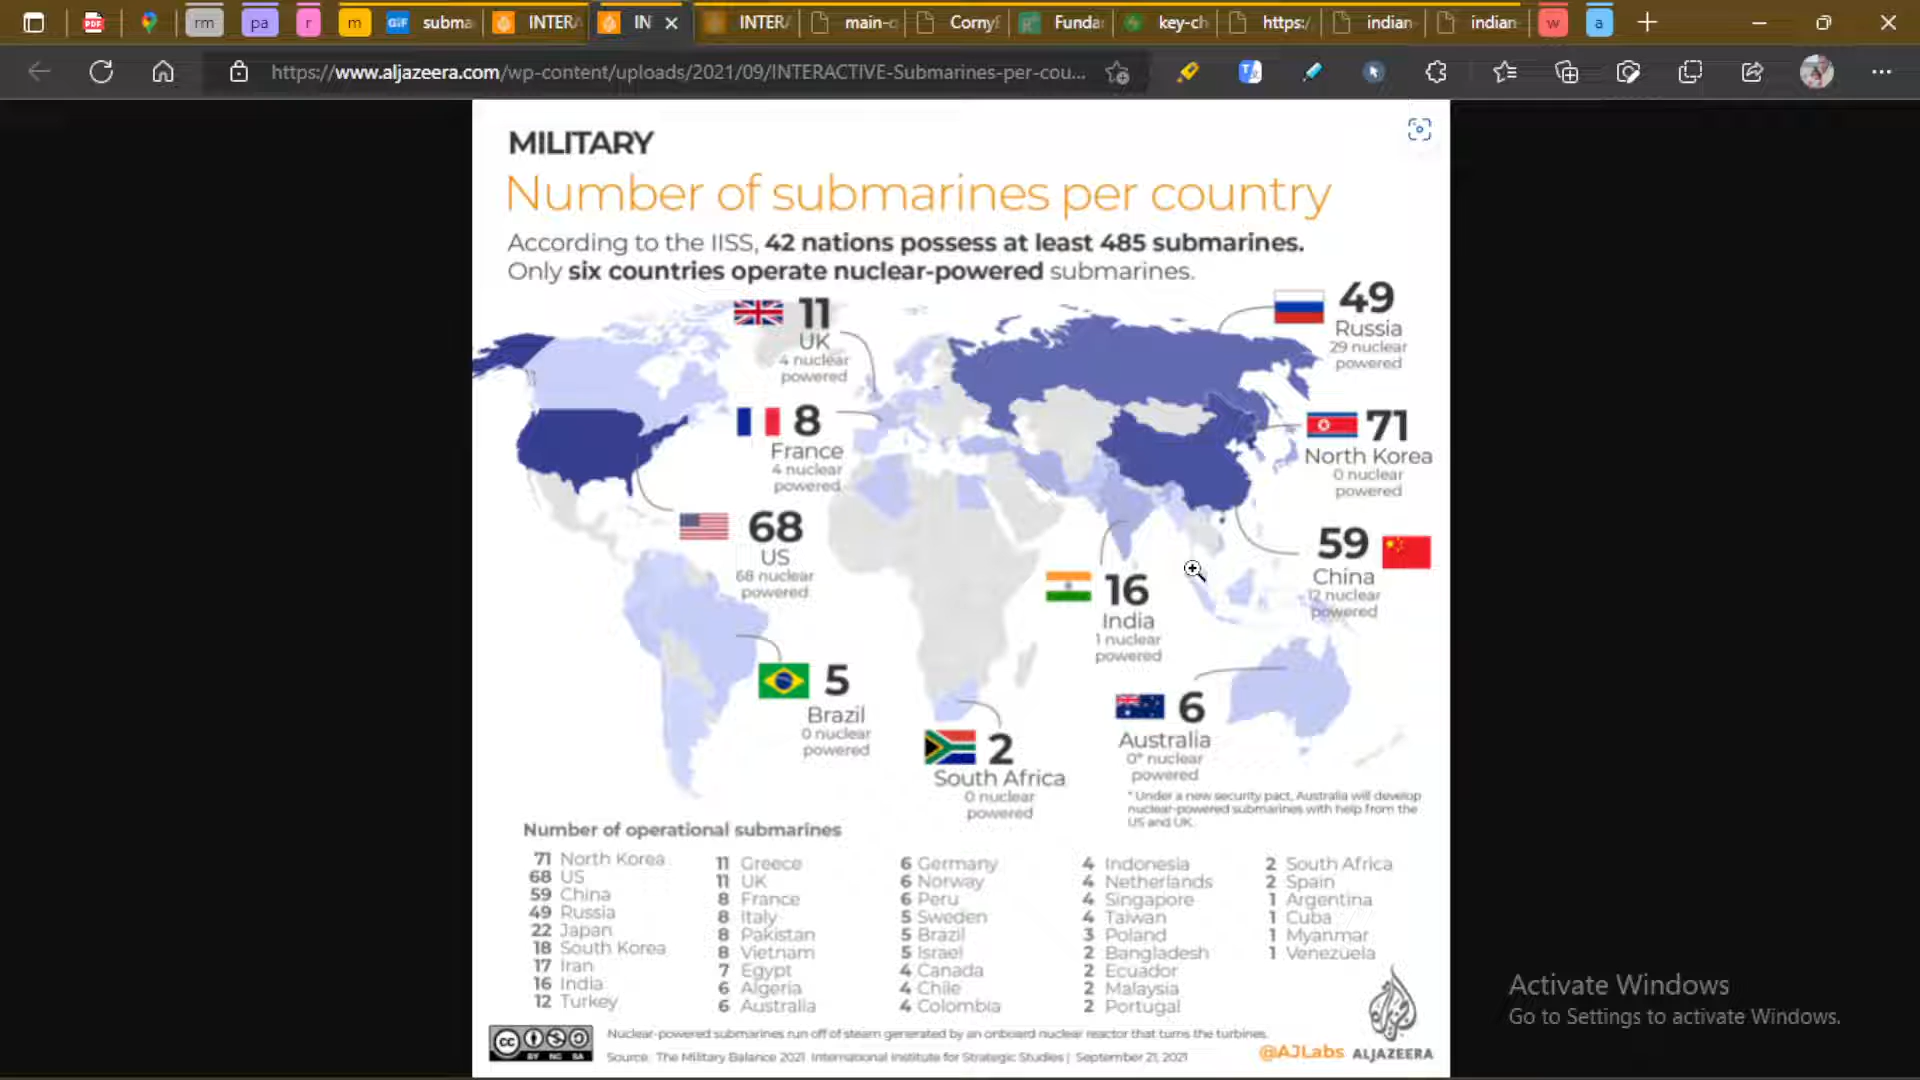 rm
pa
r
m
GIF
subma
INTER
IN
INTER
main-c
Corny
Funda
key-ch
https:/
indian
indian
w
a
https://www.aljazeera.com/wp-content/uploads/2021/09/INTERACTIVE-Submarines-per-cou...
MILITARY
Number of submarines per country
According to the IISS, 42 nations possess at least 485 submarines.
Only six countries operate nuclear-powered submarines.
11
UK
4 nuclear
powered
49
Russia
29 nuclear
powered
8
France
4 nuclear
powered
71
North Korea
0 nuclear
powered
68
US
68 nuclear
powered
59
China
12 nuclear
powered
16
India
1 nuclear
powered
5
Brazil
0 nuclear
powered
6
Australia
0* nuclear
powered
2
South Africa
0 nuclear
powered
* Under a new security pact, Australia will develop
nuclear-powered submarines with help from the
US and UK.
Number of operational submarines
71 North Korea
68 US
59 China
49 Russia
22 Japan
18 South Korea
17 Iran
16 India
12 Turkey
11 Greece
11 UK
8 France
8 Italy
8 Pakistan
8 Vietnam
7 Egypt
6 Algeria
6 Australia
6 Germany
6 Norway
6 Peru
5 Sweden
5 Brazil
5 Israel
4 Canada
4 Chile
4 Colombia
4 Indonesia
4 Netherlands
4 Singapore
4 Taiwan
3 Poland
2 Bangladesh
2 Ecuador
2 Malaysia
2 Portugal
2 South Africa
2 Spain
1 Argentina
1 Cuba
1 Myanmar
1 Venezuela
Nuclear-powered submarines run off of steam generated by an onboard nuclear reactor that turns the turbines.
Source: The Military Balance 2021 International Institute for Strategic Studies | September 21, 2021
cc BY NC SA
@AJLabs ALJAZEERA
Activate Windows
Go to Settings to activate Windows.